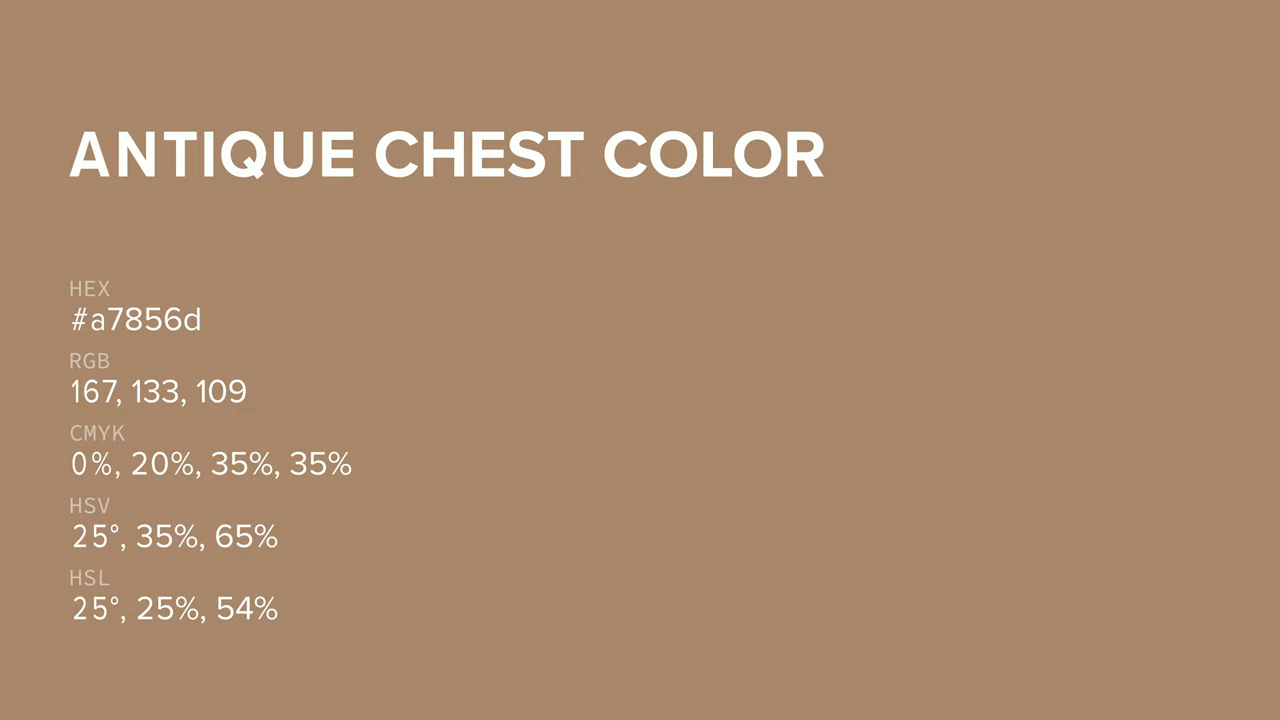 ANTIQUE CHEST COLOR
HEX
#a7856d
RGB
167, 133, 109
CMYK
0%, 20%, 35%, 35%
HSV
25°, 35%, 65%
HSL
25°, 25%, 54%